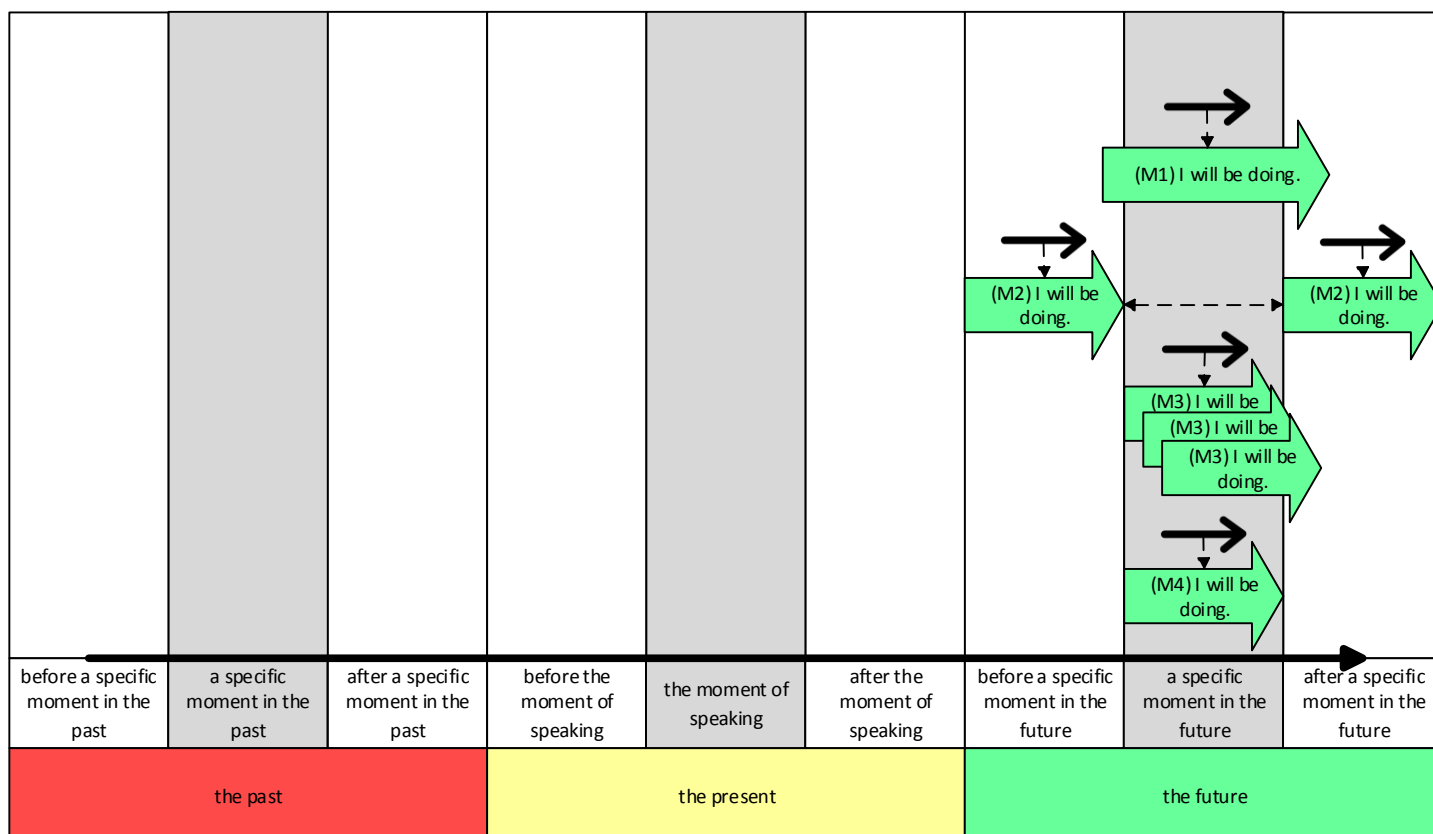 (M1) I will be doing.
(M2) I will be
doing.
(M2) I will be
doing.
(M3) I will be
(M3) I will be
(M3) I will be
doing.
(M4) I will be
doing.
before a specific
moment in the
past
a specific
moment in the
past
after a specific
moment in the
past
before the
moment of
speaking
the moment of
speaking
after the
moment of
speaking
before a specific
moment in the
future
a specific
moment in the
future
after a specific
moment in the
future
the past
the present
the future